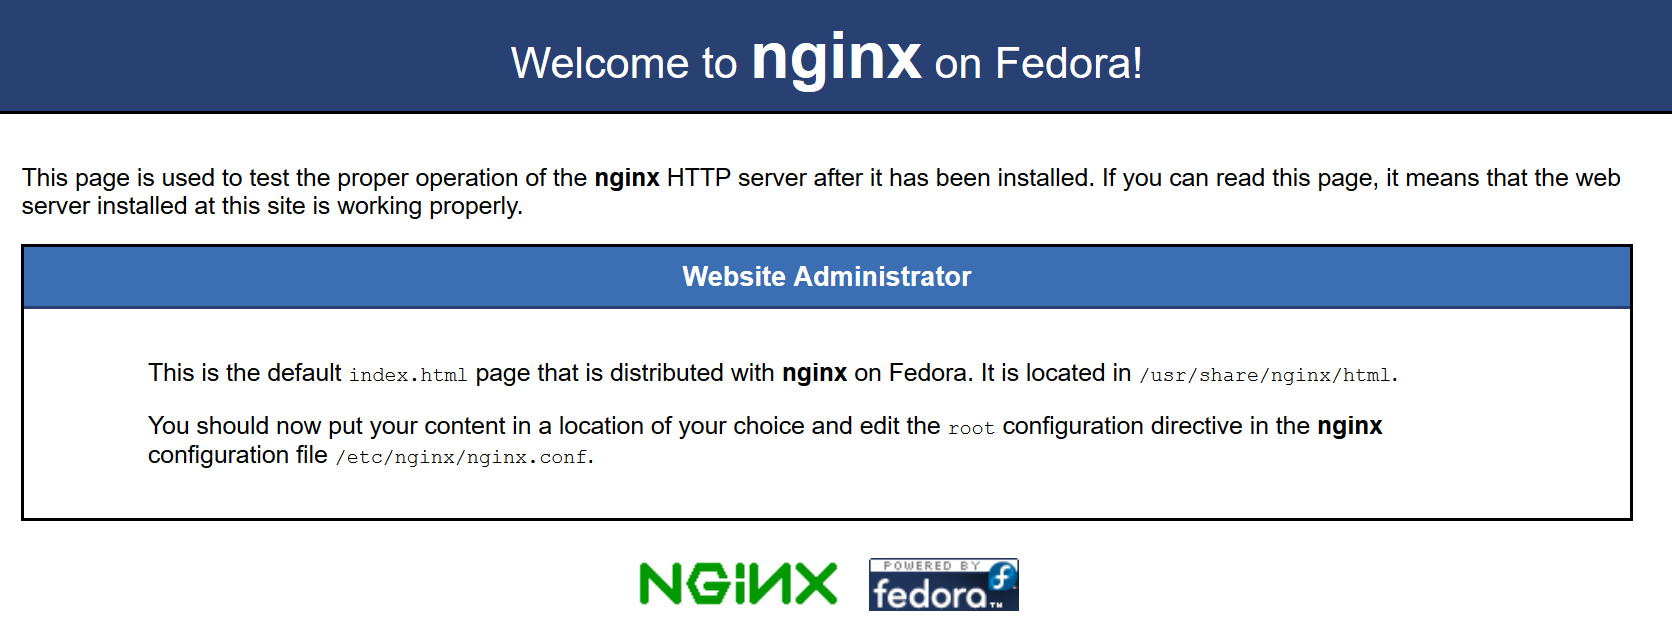 Welcome to nginx on Fedora!
This page is used to test the proper operation of the nginx HTTP server after it has been installed. If you can read this page, it means that the web
server installed at this site is working properly.
Website Administrator
This is the default index.html page that is distributed with nginx on Fedora. It is located in /usr/share/nginx/html.
You should now put your content in a location of your choice and edit the root configuration directive in the nginx
configuration file /etc/nginx/nginx.conf.
NGiNX
POWERED BY
fedora™